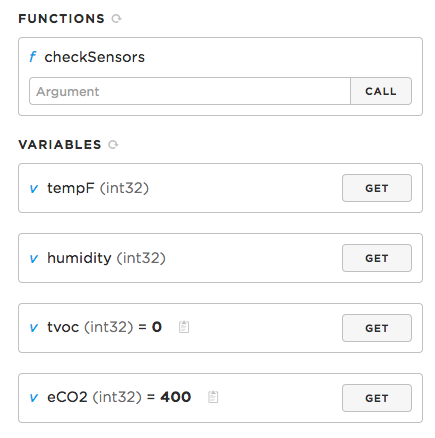 FUNCTIONS
f checkSensors
Argument CALL
VARIABLES
v tempF (int32) GET
v humidity (int32) GET
v tvoc (int32) = 0 GET
v eCO2 (int32) = 400 GET